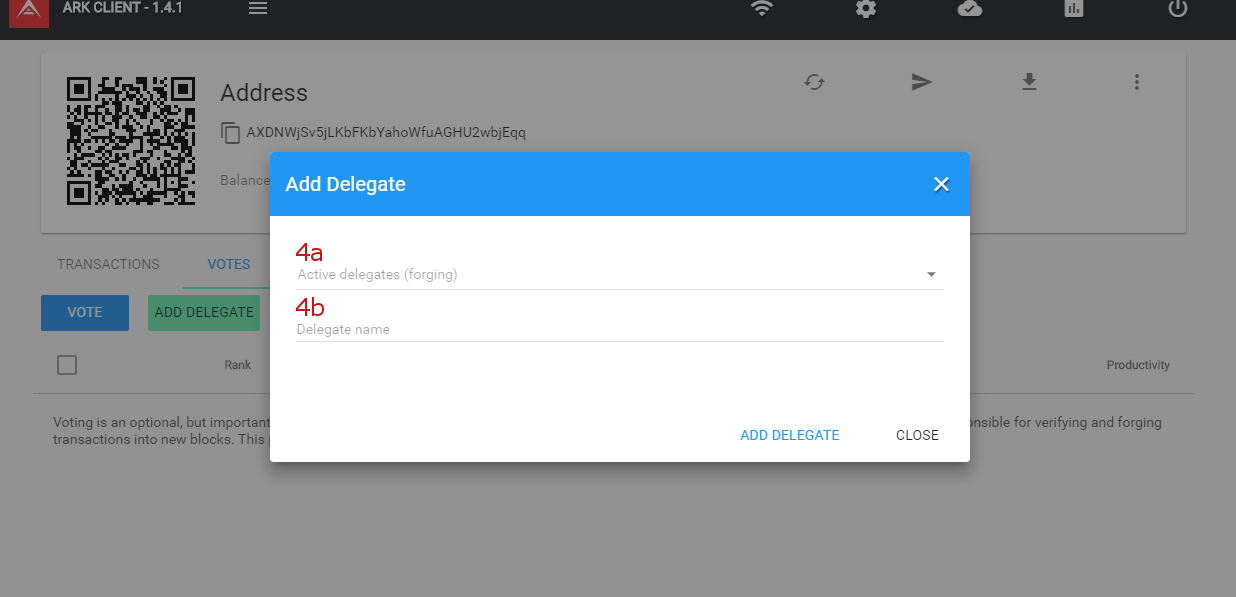 ARK CLIENT - 1.4.1
Address
AXDNWjSv5jLKbFKbYahoWfuAGHU2wbjEqq
Balance
Add Delegate
4a
Active delegates (forging)
4b
Delegate name
ADD DELEGATE CLOSE
TRANSACTIONS VOTES
VOTE ADD DELEGATE
Rank Productivity
Voting is an optional, but important onsible for verifying and forging
transactions into new blocks. This